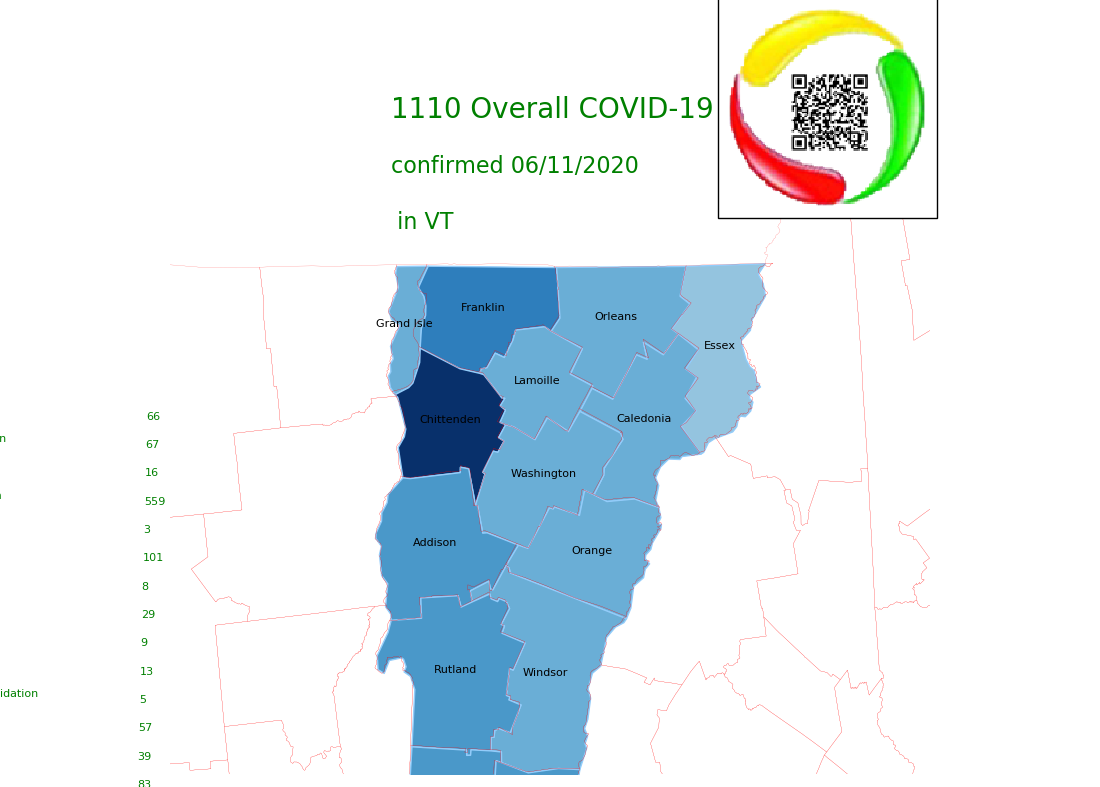 1110 Overall COVID-19
confirmed 06/11/2020
in VT
Franklin
Grand Isle
Orleans
Essex
Lamoille
Chittenden
Caledonia
Washington
Addison
Orange
Rutland
Windsor
66
n
67
16
559
3
101
8
29
9
13
idation
5
57
39
83